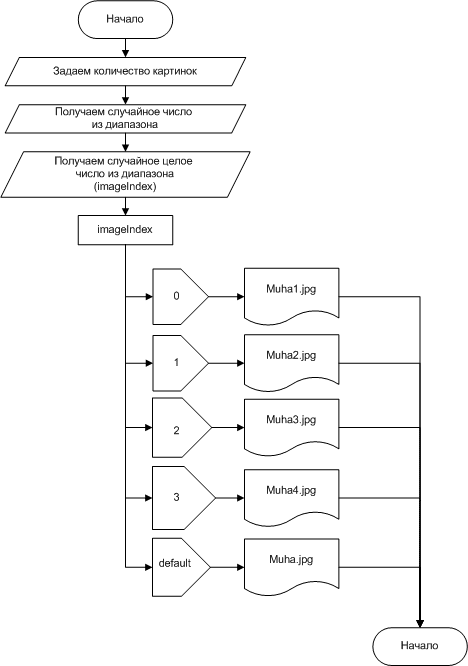 Начало
Задаем количество картинок
Получаем случайное число
из диапазона
Получаем случайное целое
число из диапазона
(imageIndex)
imageIndex
0
Muha1.jpg
1
Muha2.jpg
2
Muha3.jpg
3
Muha4.jpg
default
Muha.jpg
Начало